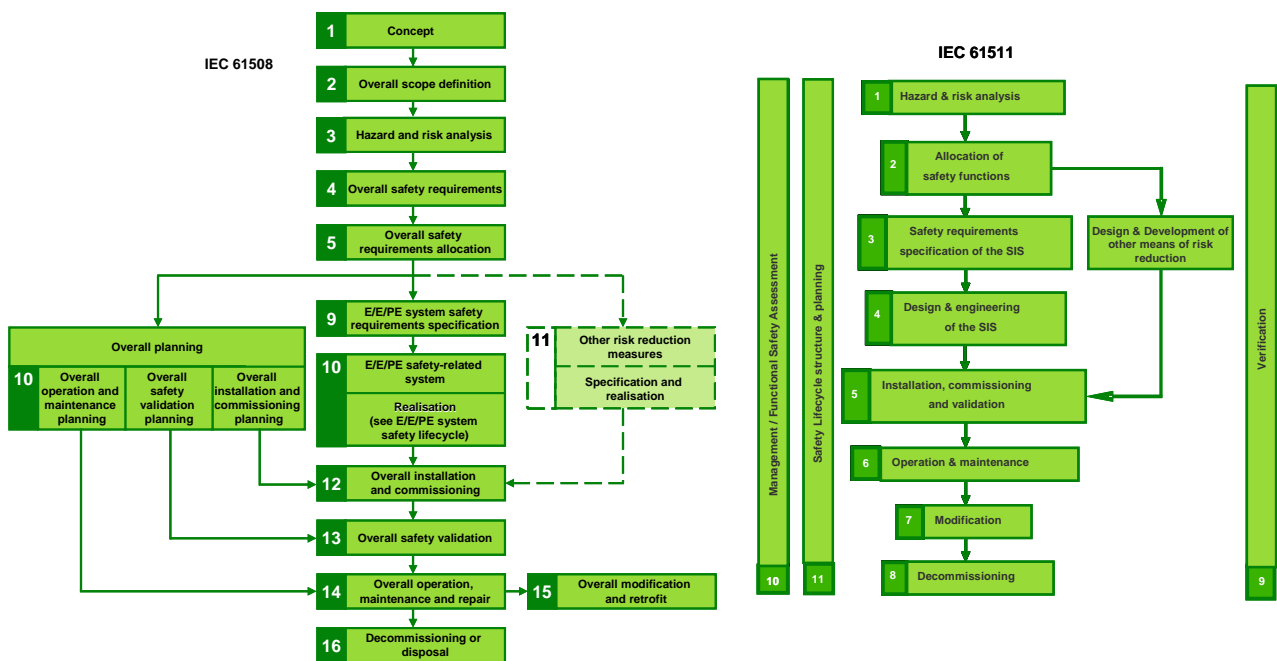 IEC 61508
1
Concept
2
Overall scope definition
3
Hazard and risk analysis
4
Overall safety requirements
5
Overall safety
requirements allocation
9
E/E/PE system safety
requirements specification
Overall planning
10
Overall
operation and
maintenance
planning
Overall
safety
validation
planning
Overall
installation and
commissioning
planning
10
E/E/PE safety-related
system
Realisation
(see E/E/PE system
safety lifecycle)
11
Other risk reduction
measures
Specification and
realisation
12
Overall installation
and commissioning
13
Overall safety validation
14
Overall operation,
maintenance and repair
15
Overall modification
and retrofit
16
Decommissioning or
disposal
IEC 61511
Management / Functional Safety Assessment
10
Safety Lifecycle structure & planning
11
1
Hazard & risk analysis
2
Allocation of
safety functions
3
Safety requirements
specification of the SIS
Design & Development of
other means of risk
reduction
4
Design & engineering
of the SIS
5
Installation, commissioning
and validation
6
Operation & maintenance
7
Modification
8
Decommissioning
Verification
9